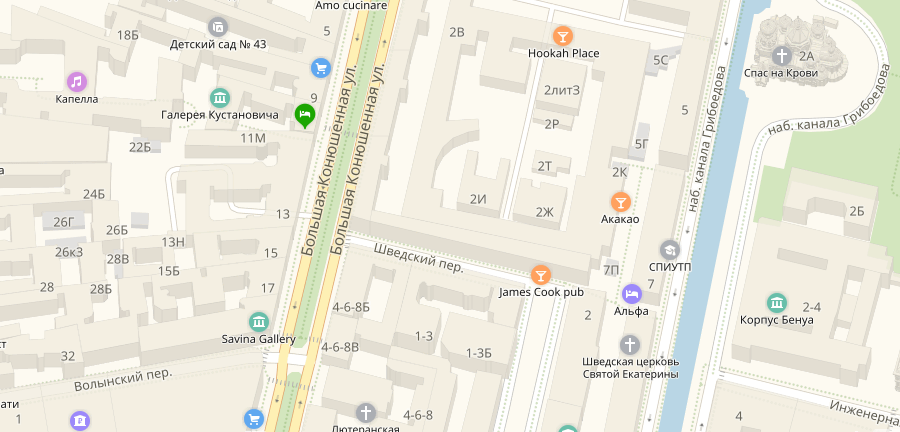 Amo cucinare
18Б
Детский сад № 43
5
2В
Hookah Place
5С
2А
Спас на Крови
Капелла
9
Галерея Кустановича
11М
22Б
2литЗ
2Р
5
5Г
наб. канала Грибоедова
наб. канала Грибоедова
Большая Конюшенная ул.
Большая Конюшенная ул.
2Т
2К
24Б
2И
2Ж
Акакао
26Г
26Б
13
2Б
13Н
26к3
28В
15Б
15
Шведский пер.
7П
СПИУТП
28
17
James Cook pub
7
Альфа
4-6-8Б
2
2-4
Корпус Бенуа
Savina Gallery
1-3
32
4-6-8В
1-3Б
Шведская церковь
Святой Екатерины
Волынский пер.
Инженерная
1
4-6-8
Лютеранская
4